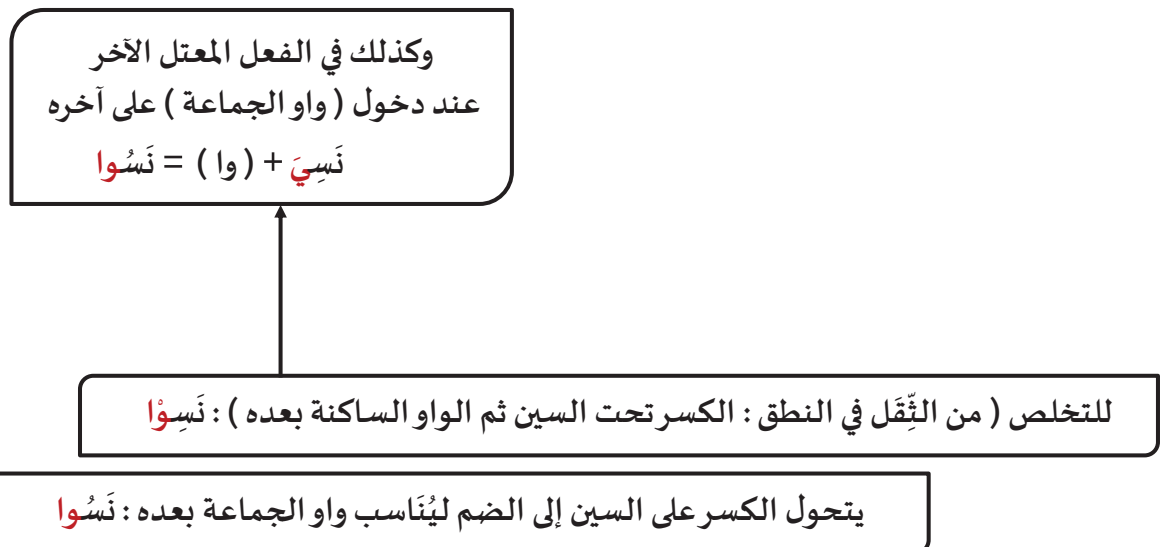 وكذلك في الفعل المعتل الآخر
عند دخول ( واو الجماعة ) على آخره
نَسِيَ + ( وا ) = نَسُوا
للتخلص ( من الثِّقَل في النطق : الكسر تحت السين ثم الواو الساكنة بعده ) : نَسِوْا
يتحول الكسر على السين إلى الضم ليُنَاسب واو الجماعة بعده : نَسُوا